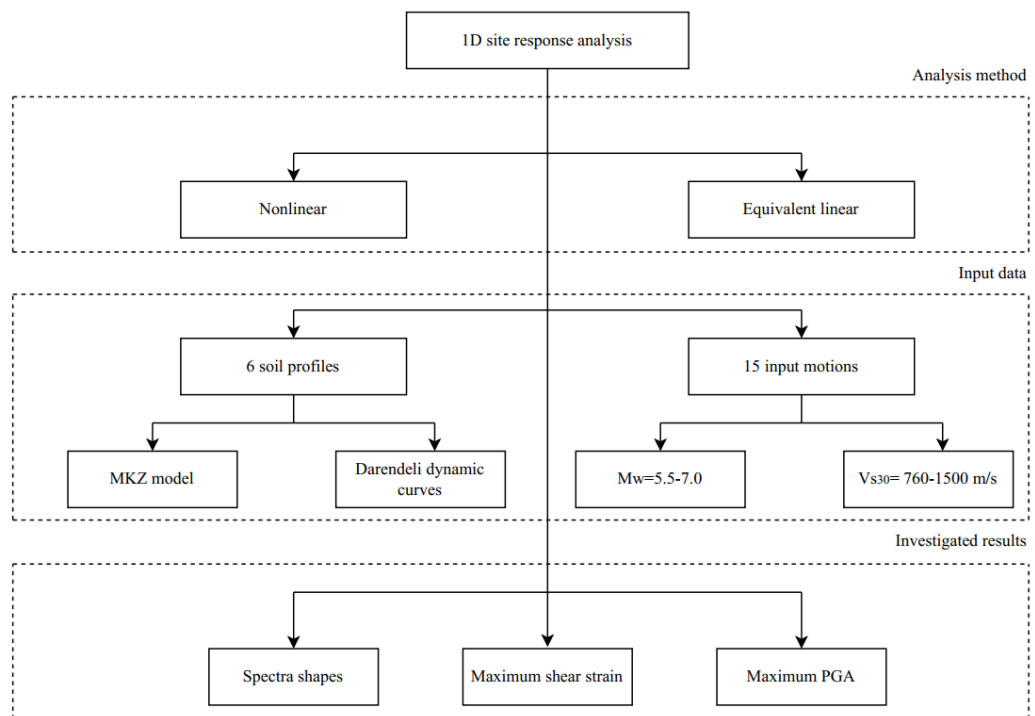 1D site response analysis
Analysis method
Nonlinear
Equivalent linear
Input data
6 soil profiles
15 input motions
MKZ model
Darendeli dynamic
curves
Mw=5.5-7.0
Vs30= 760-1500 m/s
Investigated results
Spectra shapes
Maximum shear strain
Maximum PGA